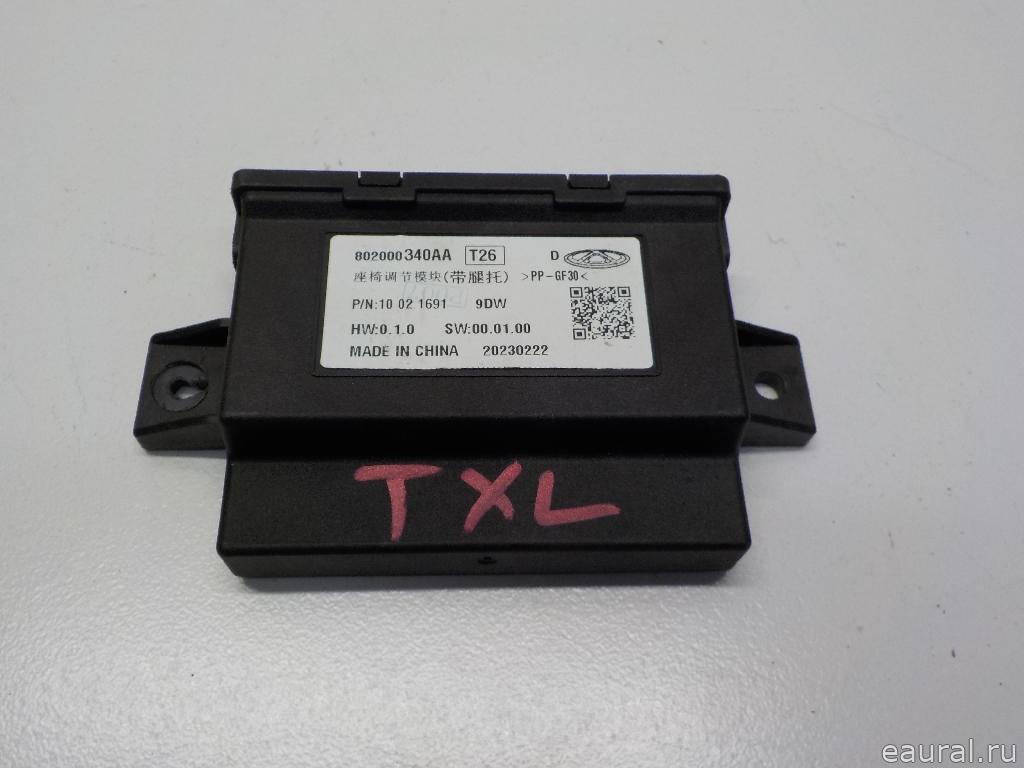 802000340AA T26 D
座椅调节模块(带腿托) >PP-GF30<
P/N:10 02 1691 9DW
HW:0.1.0 SW:00.01.00
MADE IN CHINA 20230222
TXL
eaural.ru